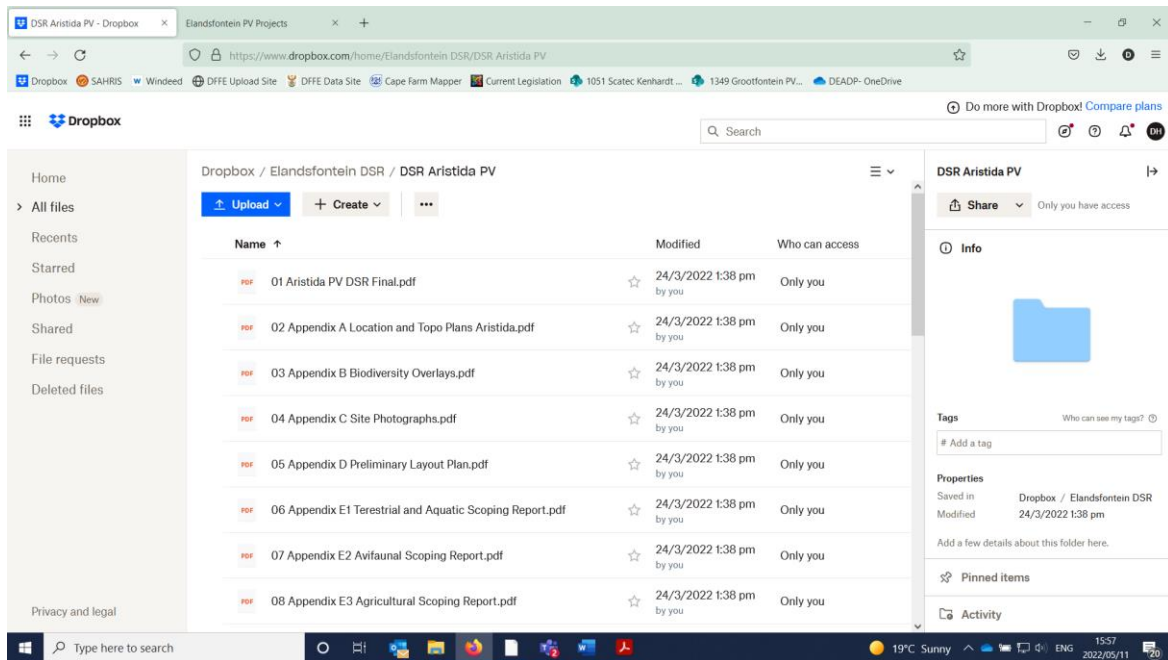 DSR Aristida PV - Dropbox
Elandsfontein PV Projects
https://www.dropbox.com/home/Elandsfontein DSR/DSR Aristida PV
Dropbox SAHRIS Windeed DFFE Upload Site DFFE Data Site Cape Farm Mapper Current Legislation 1051 Scatec Kenhardt ... 1349 Grootfontein PV... DEADP- OneDrive
Do more with Dropbox! Compare plans
Dropbox
Search
DH
Home
All files
Recents
Starred
Photos New
Shared
File requests
Deleted files
Privacy and legal
Dropbox / Elandsfontein DSR / DSR Aristida PV
Upload
Create
Name Modified Who can access
PDF 01 Aristida PV DSR Final.pdf 24/3/2022 1:38 pm Only you
by you
PDF 02 Appendix A Location and Topo Plans Aristida.pdf 24/3/2022 1:38 pm Only you
by you
PDF 03 Appendix B Biodiversity Overlays.pdf 24/3/2022 1:38 pm Only you
by you
PDF 04 Appendix C Site Photographs.pdf 24/3/2022 1:38 pm Only you
by you
PDF 05 Appendix D Preliminary Layout Plan.pdf 24/3/2022 1:38 pm Only you
by you
PDF 06 Appendix E1 Terestrial and Aquatic Scoping Report.pdf 24/3/2022 1:38 pm Only you
by you
PDF 07 Appendix E2 Avifaunal Scoping Report.pdf 24/3/2022 1:38 pm Only you
by you
PDF 08 Appendix E3 Agricultural Scoping Report.pdf 24/3/2022 1:38 pm Only you
by you
DSR Aristida PV
Share Only you have access
Info
Tags Who can see my tags?
# Add a tag
Properties
Saved in Dropbox / Elandsfontein DSR
Modified 24/3/2022 1:38 pm
Add a few details about this folder here.
Pinned items
Activity
Type here to search
19°C Sunny
ENG
15:57
2022/05/11
20